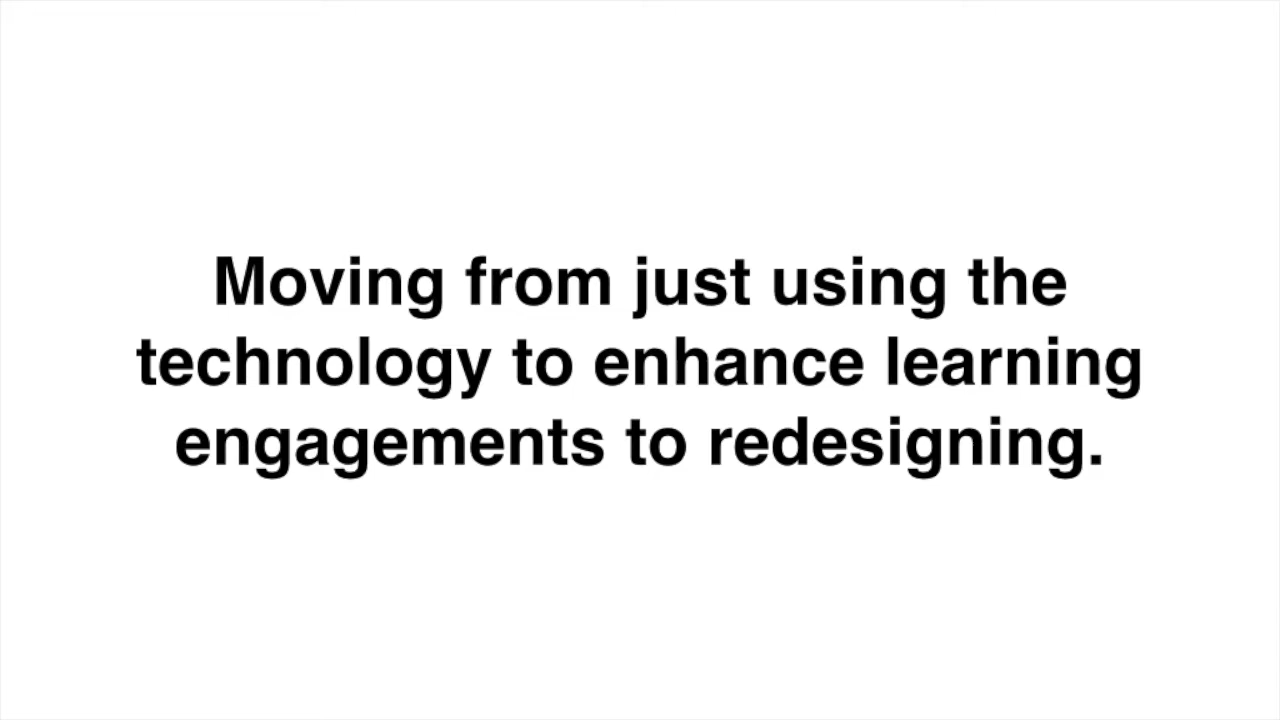 Moving from just using the
technology to enhance learning
engagements to redesigning.